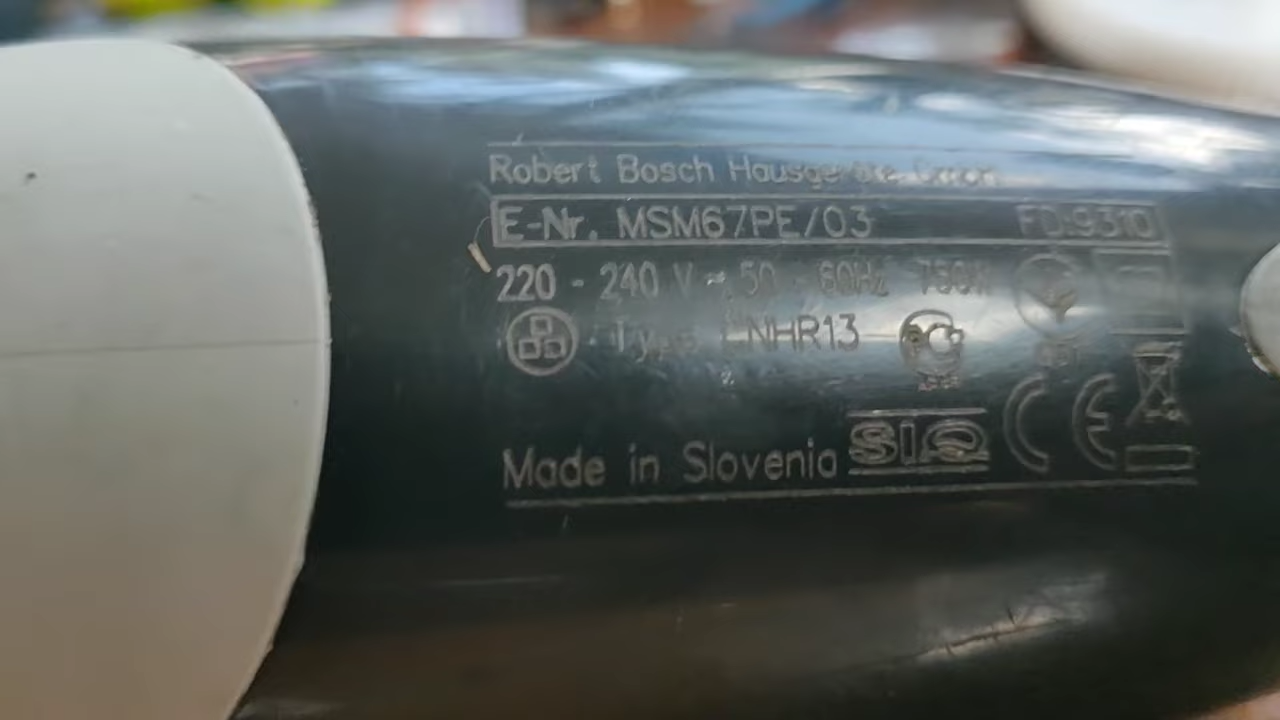 Robert Bosch Hausgeräte GmbH
E-Nr. MSM67PE/03 FD.9310
220 - 240 V ~ 50 - 60Hz 750W
Type CNHR13
Made in Slovenia SIQ CE